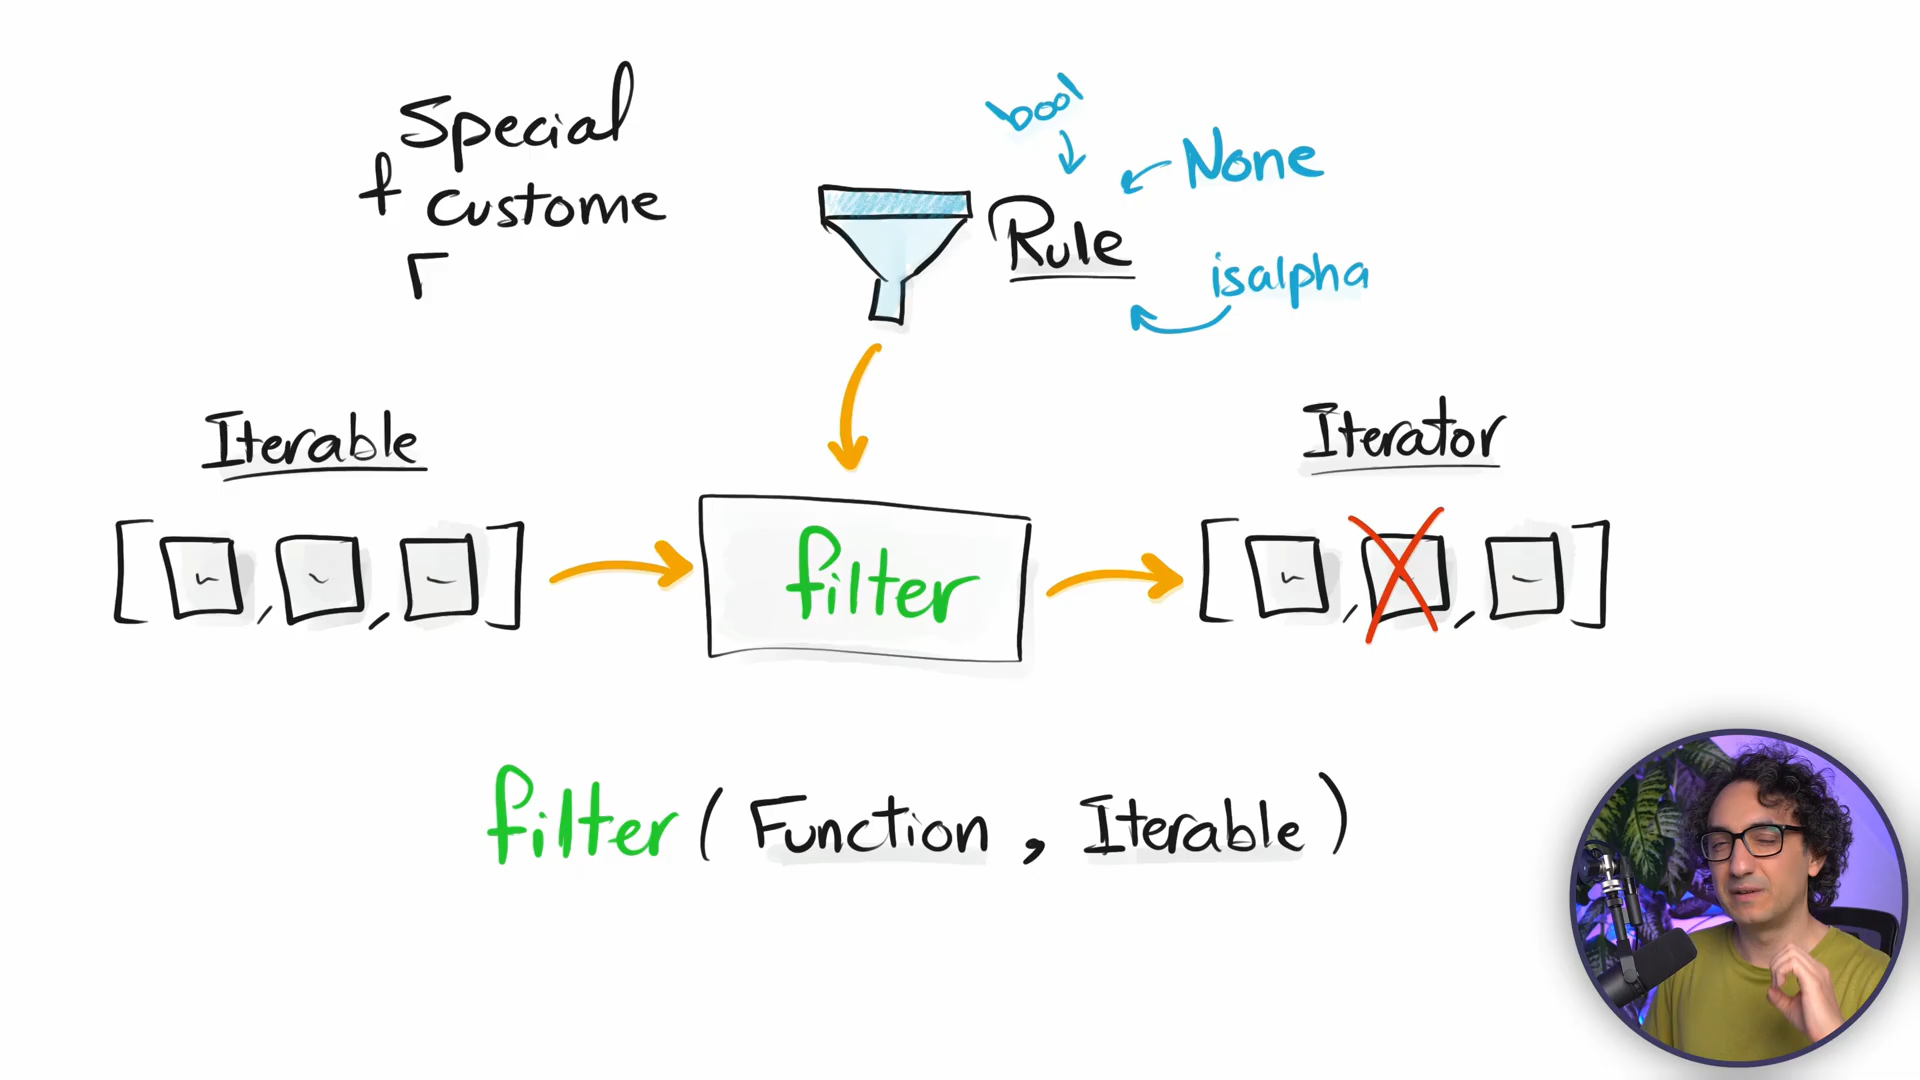 Special
+ Custome
bool
None
Rule
isalpha
Iterable
Iterator
[ , , ]
filter
[ , , ]
filter ( Function , Iterable )